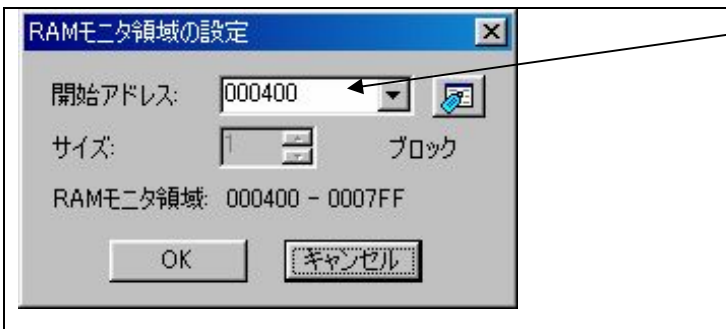 RAMモニタ領域の設定
開始アドレス: 000400
サイズ: 1 ブロック
RAMモニタ領域: 000400 - 0007FF
OK キャンセル